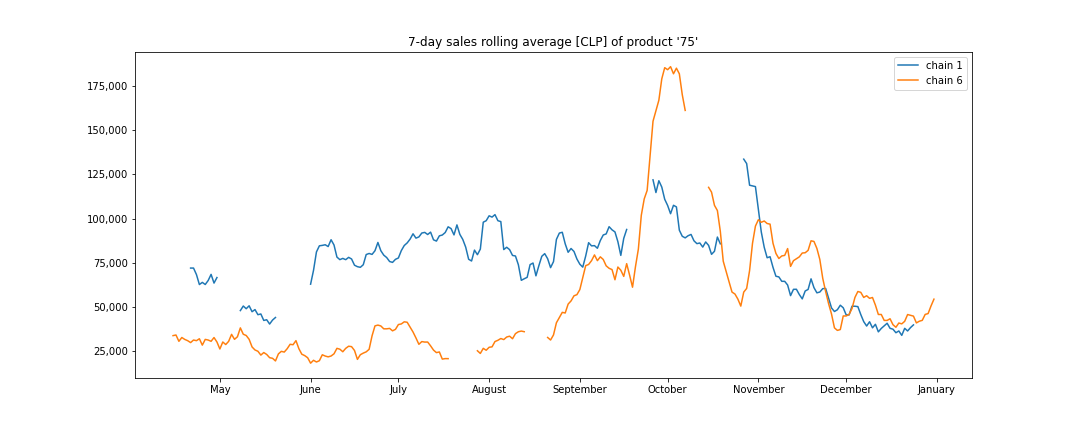 7-day sales rolling average [CLP] of product '75'
chain 1
chain 6
175,000
150,000
125,000
100,000
75,000
50,000
25,000
May June July August September October November December January